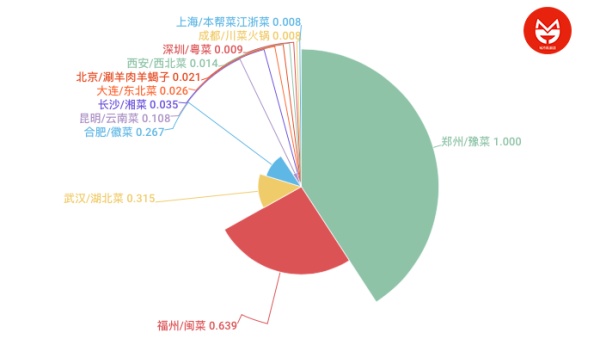 上海/本帮菜江浙菜 0.008
成都/川菜火锅 0.008
深圳/粤菜 0.009
西安/西北菜 0.014
北京/涮羊肉羊蝎子 0.021
大连/东北菜 0.026
长沙/湘菜 0.035
昆明/云南菜 0.108
合肥/徽菜 0.267
郑州/豫菜 1.000
武汉/湖北菜 0.315
福州/闽菜 0.639